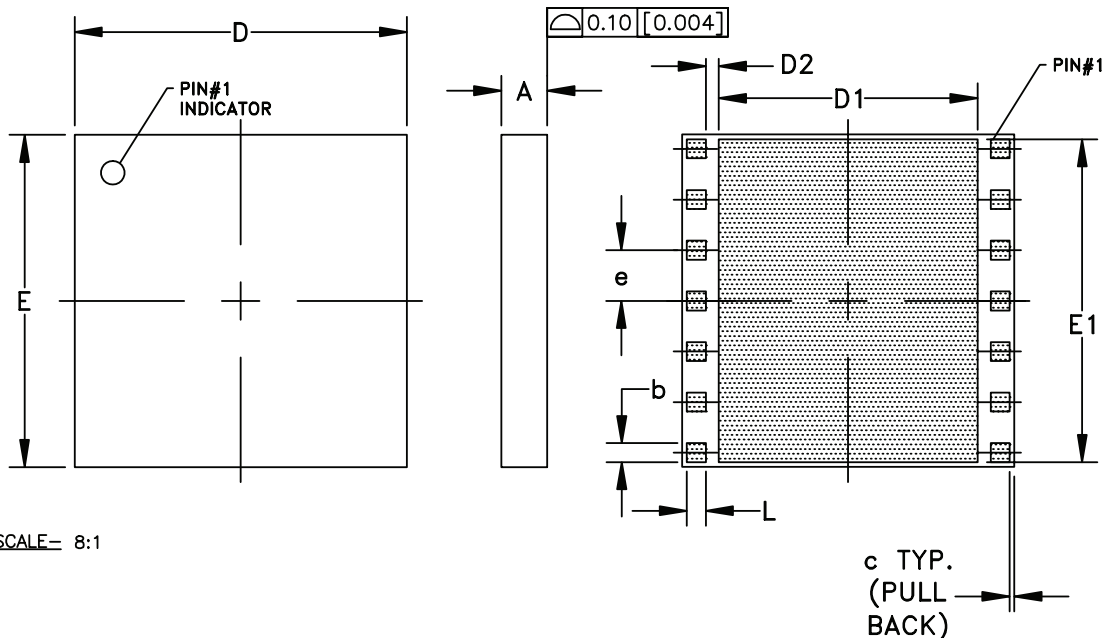 D
0.10 [0.004]
PIN#1
INDICATOR
A
D2
D1
PIN#1
E
e
E1
b
L
SCALE– 8:1
c TYP.
(PULL
BACK)